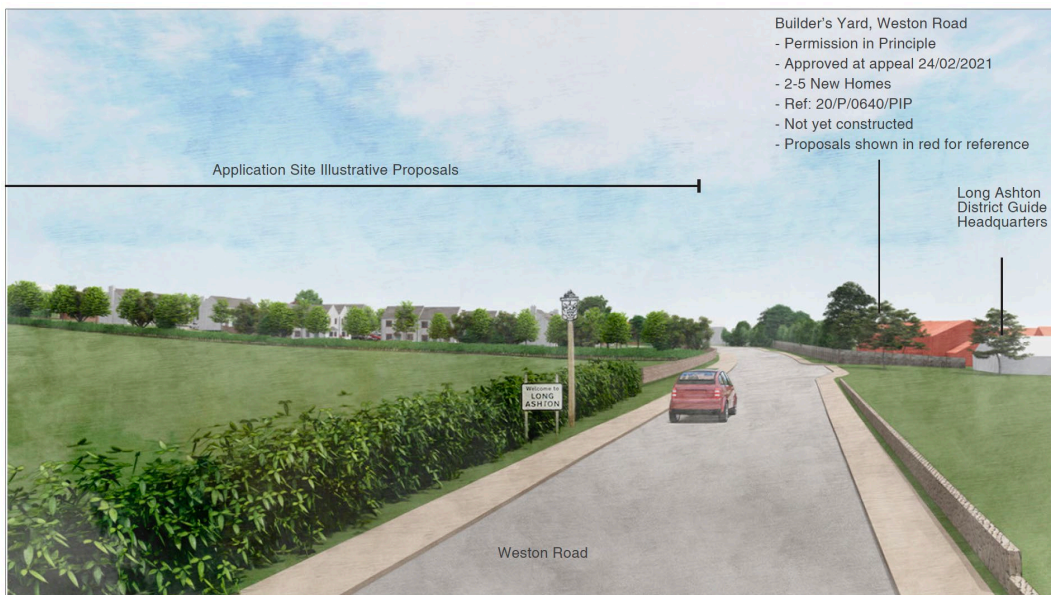 Builder's Yard, Weston Road
- Permission in Principle
- Approved at appeal 24/02/2021
- 2-5 New Homes
- Ref: 20/P/0640/PIP
- Not yet constructed
- Proposals shown in red for reference
Application Site Illustrative Proposals
Long Ashton
District Guide
Headquarters
Welcome to
LONG
ASHTON
Weston Road